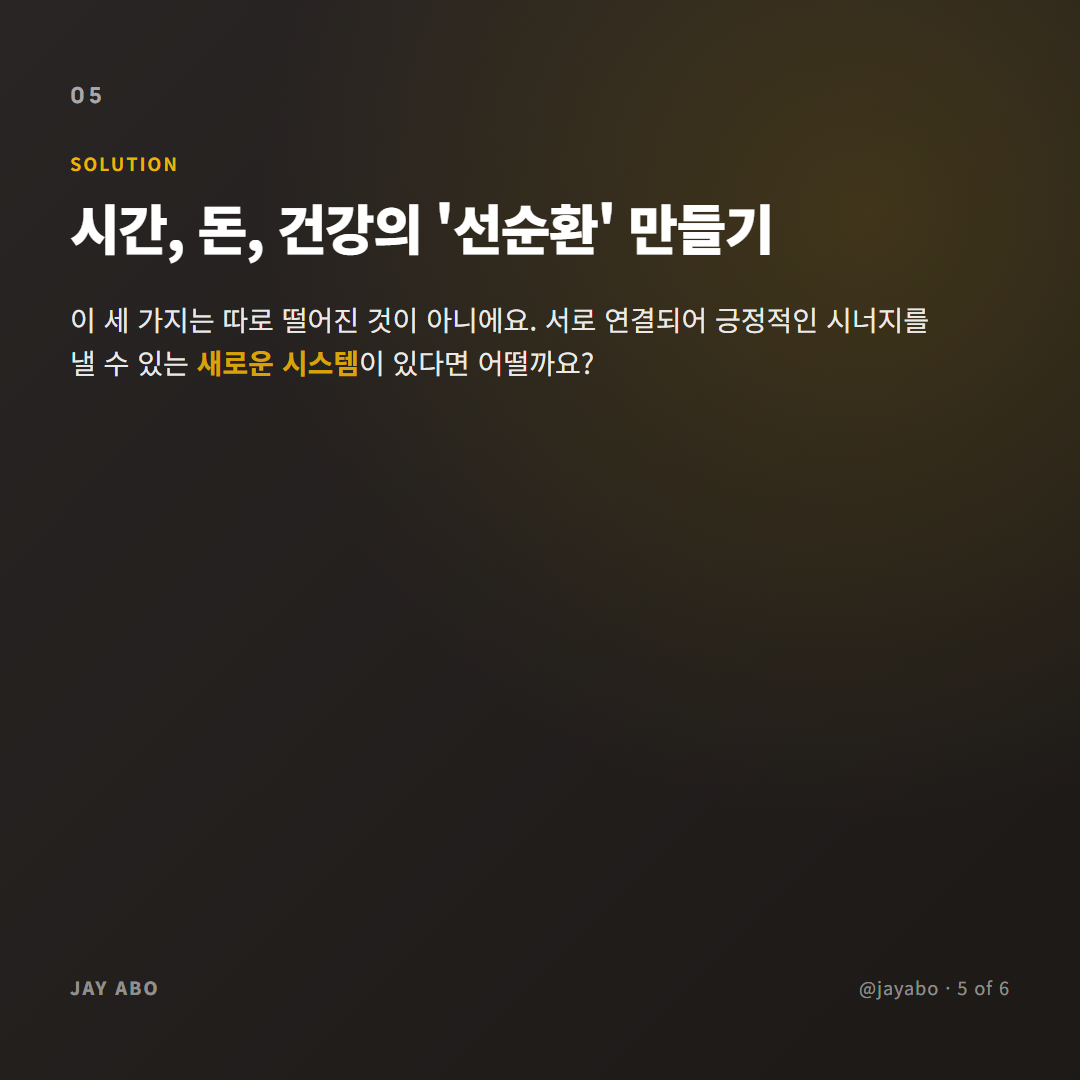 05
SOLUTION
시간, 돈, 건강의 '선순환' 만들기
이 세 가지는 따로 떨어진 것이 아니에요. 서로 연결되어 긍정적인 시너지를
낼 수 있는 새로운 시스템이 있다면 어떨까요?
JAY ABO
@jayabo · 5 of 6